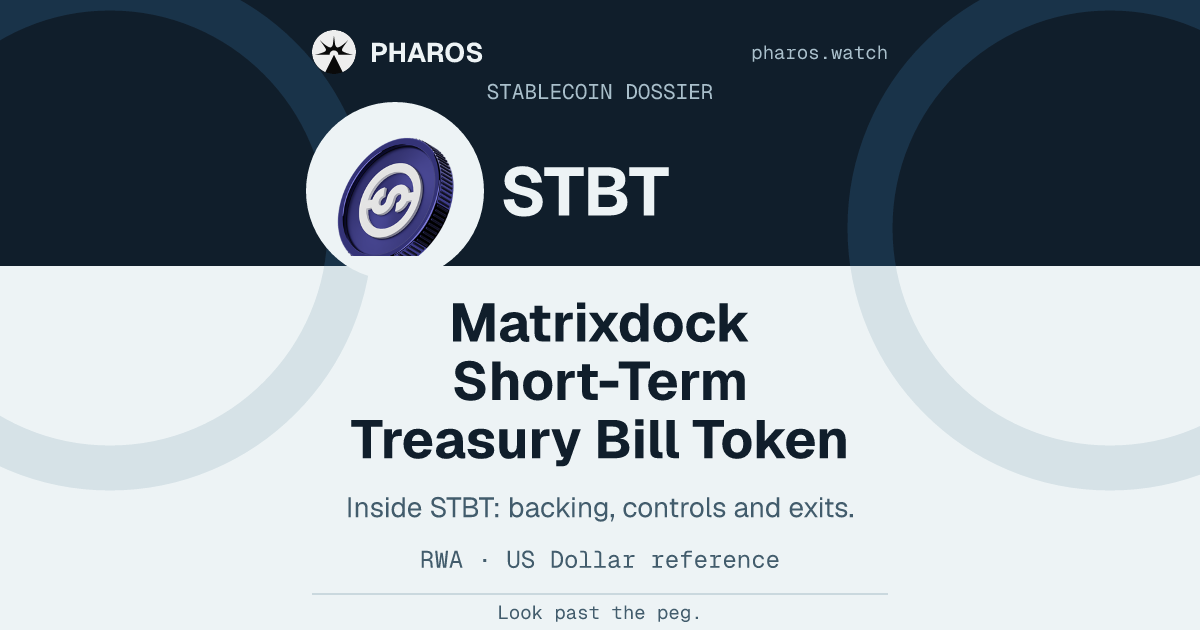 PHAROS
pharos.watch
STABLECOIN DOSSIER
STBT
Matrixdock
Short-Term
Treasury Bill Token
Inside STBT: backing, controls and exits.
RWA · US Dollar reference
Look past the peg.